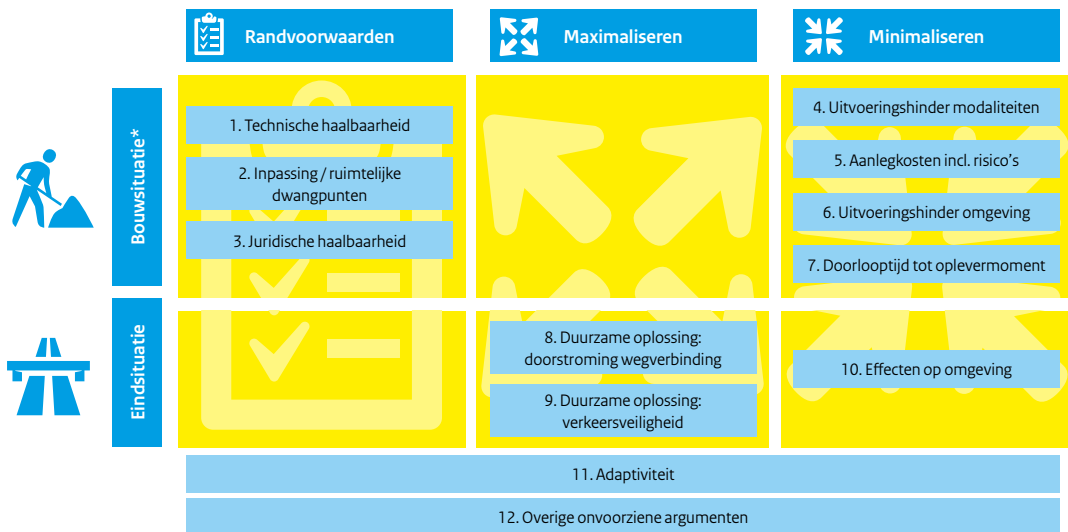 Randvoorwaarden
Maximaliseren
Minimaliseren
Bouwsituatie*
1. Technische haalbaarheid
2. Inpassing / ruimtelijke
dwangpunten
3. Juridische haalbaarheid
4. Uitvoeringshinder modaliteiten
5. Aanlegkosten incl. risico's
6. Uitvoeringshinder omgeving
7. Doorlooptijd tot oplevermoment
Eindsituatie
8. Duurzame oplossing:
doorstroming wegverbinding
9. Duurzame oplossing:
verkeersveiligheid
10. Effecten op omgeving
11. Adaptiviteit
12. Overige onvoorziene argumenten